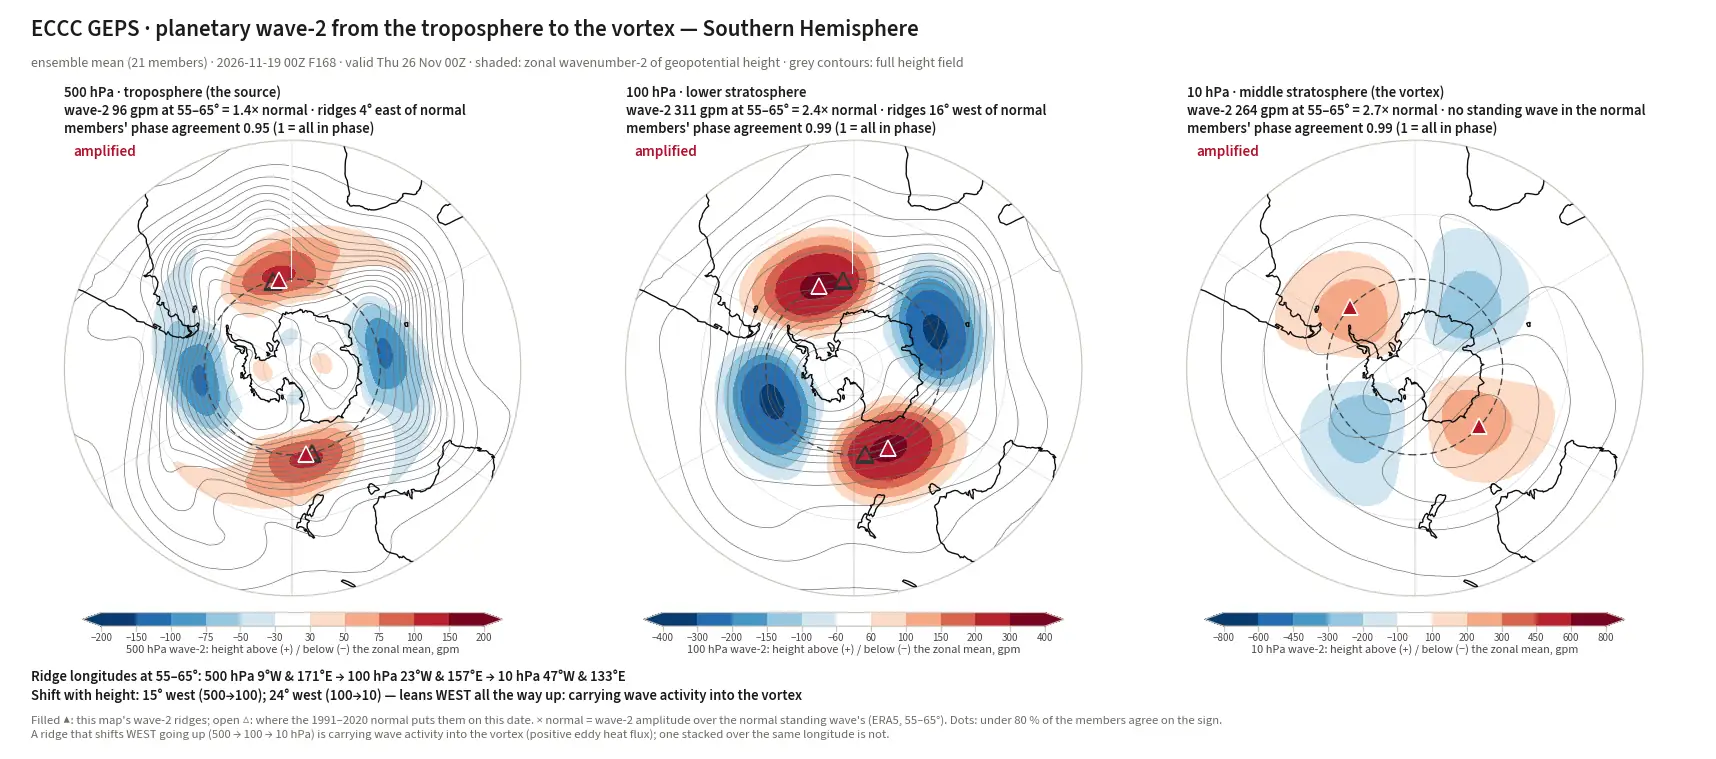 ECCC GEPS · planetary wave-2 from the troposphere to the vortex — Southern Hemisphere
ensemble mean (21 members) · 2026-11-19 00Z F168 · valid Thu 26 Nov 00Z · shaded: zonal wavenumber-2 of geopotential height · grey contours: full height field
500 hPa · troposphere (the source)
wave-2 96 gpm at 55–65° = 1.4× normal · ridges 4° east of normal
members' phase agreement 0.95 (1 = all in phase)
amplified
100 hPa · lower stratosphere
wave-2 311 gpm at 55–65° = 2.4× normal · ridges 16° west of normal
members' phase agreement 0.99 (1 = all in phase)
amplified
10 hPa · middle stratosphere (the vortex)
wave-2 264 gpm at 55–65° = 2.7× normal · no standing wave in the normal
members' phase agreement 0.99 (1 = all in phase)
amplified
−200 −150 −100 −75 −50 −30 30 50 75 100 150 200
500 hPa wave-2: height above (+) / below (−) the zonal mean, gpm
−400 −300 −200 −150 −100 −60 60 100 150 200 300 400
100 hPa wave-2: height above (+) / below (−) the zonal mean, gpm
−800 −600 −450 −300 −200 −100 100 200 300 450 600 800
10 hPa wave-2: height above (+) / below (−) the zonal mean, gpm
Ridge longitudes at 55–65°: 500 hPa 9°W & 171°E → 100 hPa 23°W & 157°E → 10 hPa 47°W & 133°E
Shift with height: 15° west (500→100); 24° west (100→10) — leans WEST all the way up: carrying wave activity into the vortex
Filled ▲: this map's wave-2 ridges; open △: where the 1991–2020 normal puts them on this date. × normal = wave-2 amplitude over the normal standing wave's (ERA5, 55–65°). Dots: under 80 % of the members agree on the sign.
A ridge that shifts WEST going up (500 → 100 → 10 hPa) is carrying wave activity into the vortex (positive eddy heat flux); one stacked over the same longitude is not.